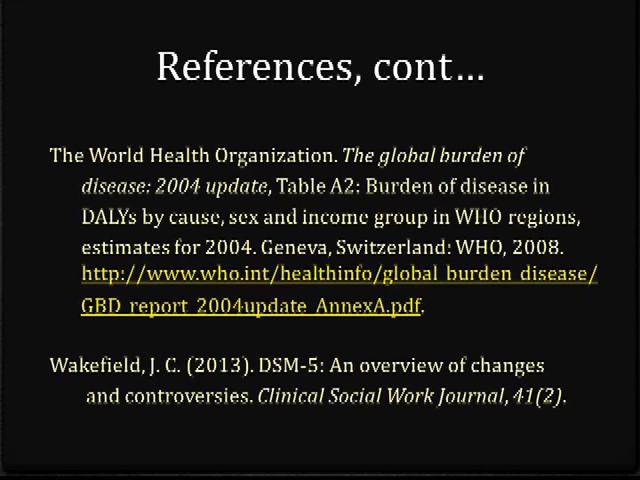 References, cont…
The World Health Organization. The global burden of
disease: 2004 update, Table A2: Burden of disease in
DALYs by cause, sex and income group in WHO regions,
estimates for 2004. Geneva, Switzerland: WHO, 2008.
http://www.who.int/healthinfo/global_burden_disease/
GBD_report_2004update_AnnexA.pdf.
Wakefield, J. C. (2013). DSM-5: An overview of changes
and controversies. Clinical Social Work Journal, 41(2).